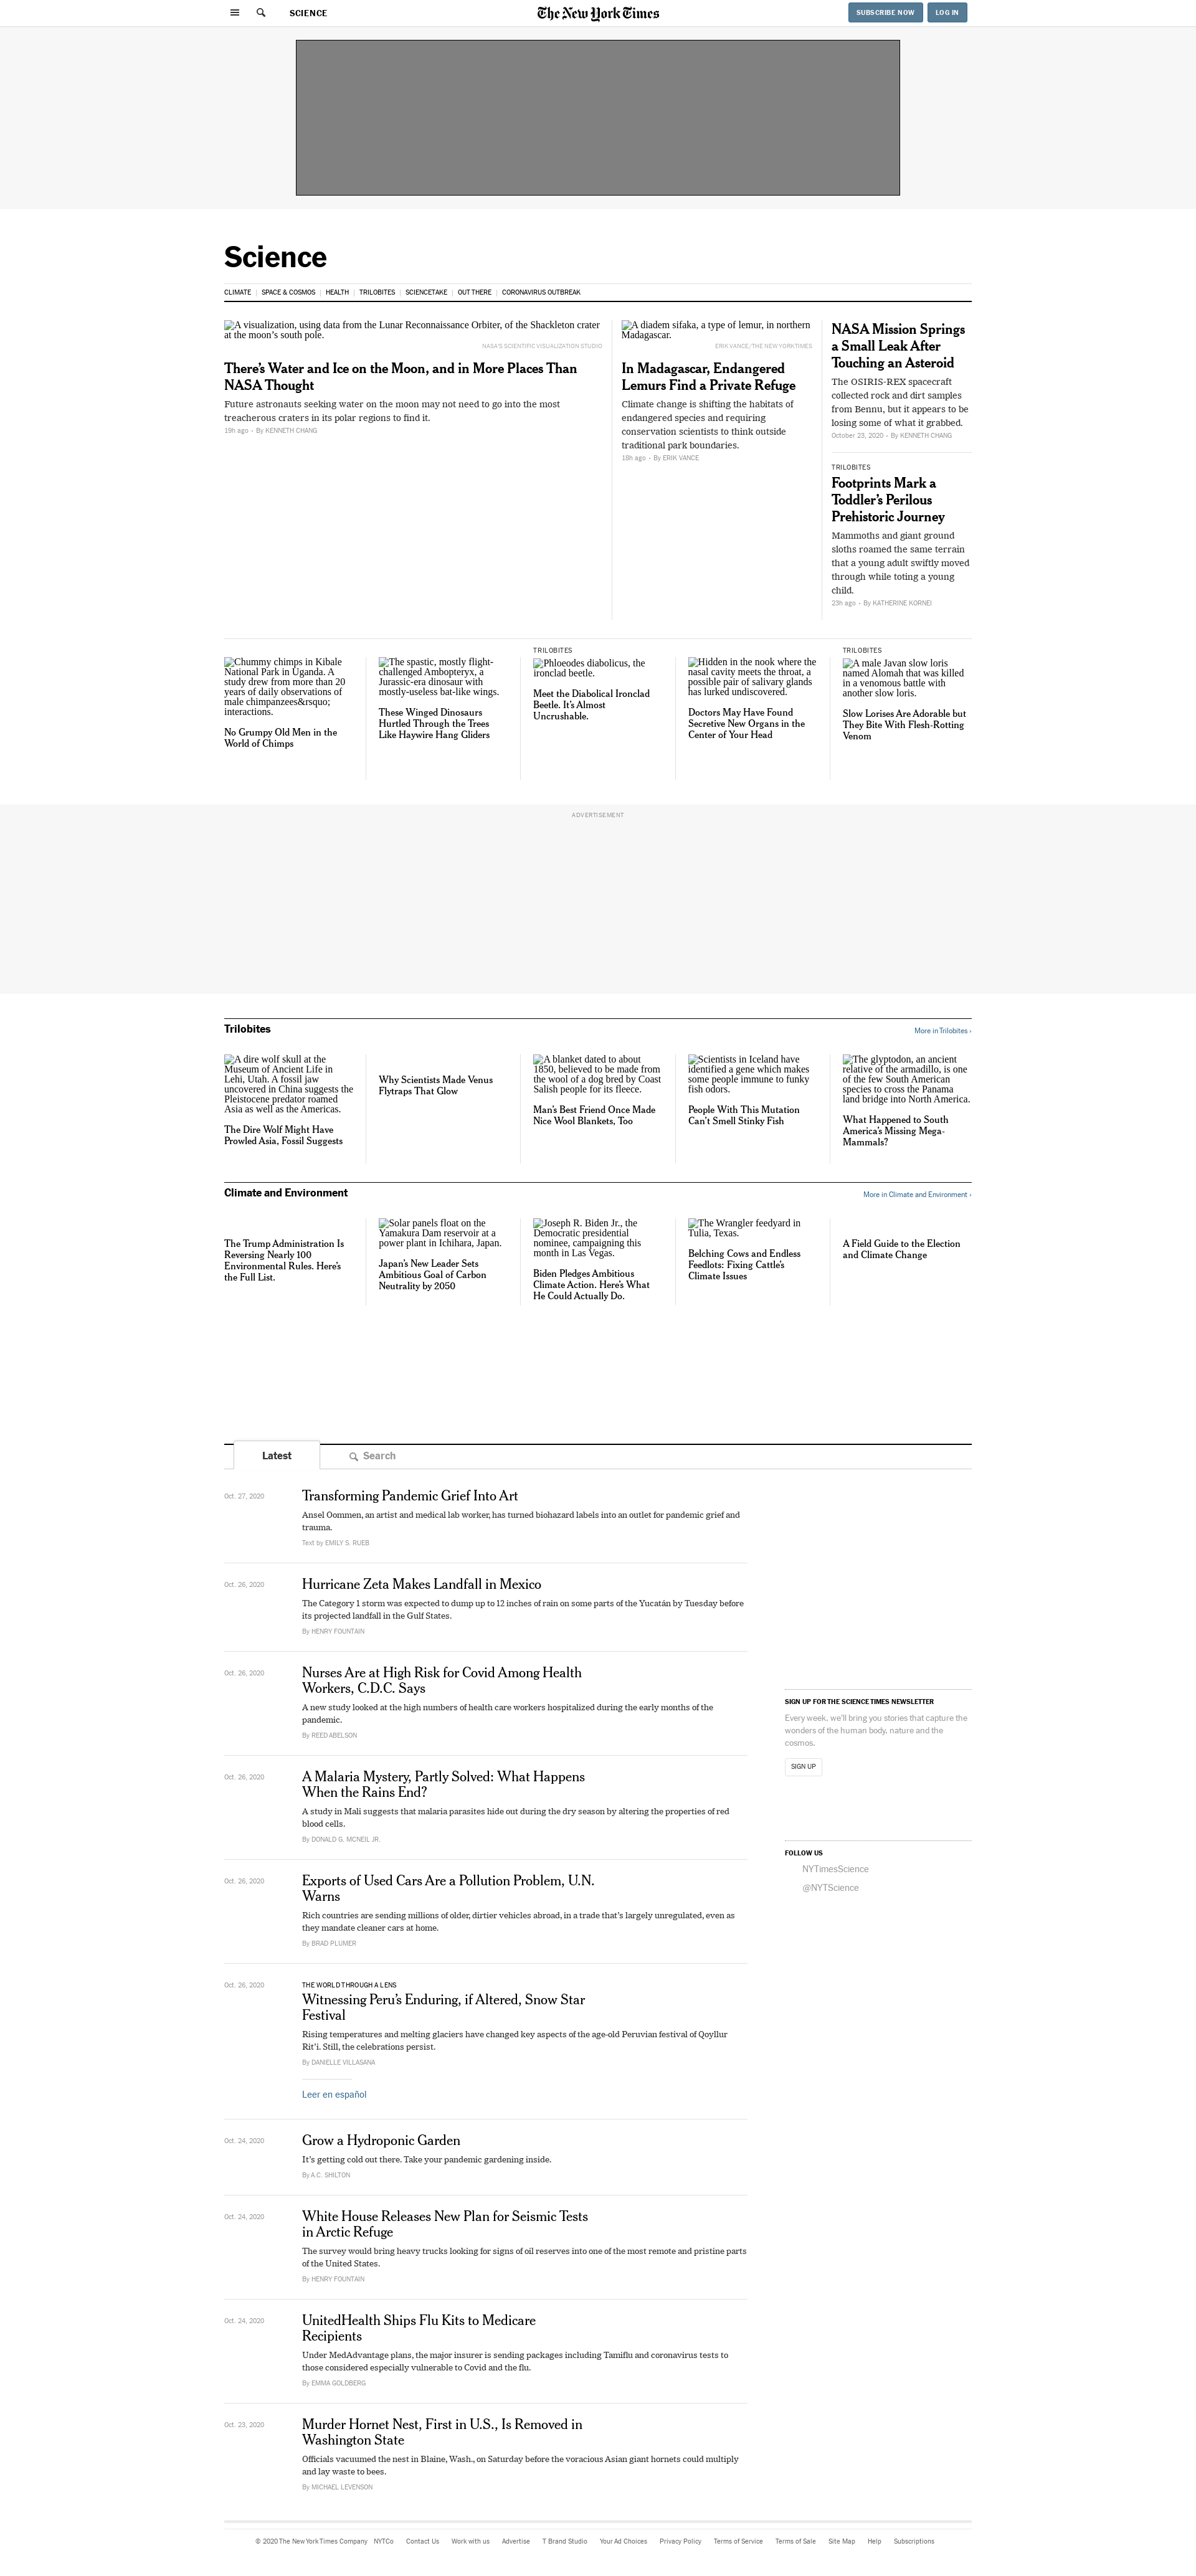 SCIENCE
The New York Times
SUBSCRIBE NOW
LOG IN
Science
CLIMATE | SPACE & COSMOS | HEALTH | TRILOBITES | SCIENCETAKE | OUT THERE | CORONAVIRUS OUTBREAK
A visualization, using data from the Lunar Reconnaissance Orbiter, of the Shackleton crater
at the moon’s south pole.
NASA'S SCIENTIFIC VISUALIZATION STUDIO
There’s Water and Ice on the Moon, and in More Places Than
NASA Thought
Future astronauts seeking water on the moon may not need to go into the most
treacherous craters in its polar regions to find it.
19h ago - By KENNETH CHANG
A diadem sifaka, a type of lemur, in northern
Madagascar.
ERIK VANCE/THE NEW YORK TIMES
In Madagascar, Endangered
Lemurs Find a Private Refuge
Climate change is shifting the habitats of
endangered species and requiring
conservation scientists to think outside
traditional park boundaries.
18h ago - By ERIK VANCE
NASA Mission Springs
a Small Leak After
Touching an Asteroid
The OSIRIS-REX spacecraft
collected rock and dirt samples
from Bennu, but it appears to be
losing some of what it grabbed.
October 23, 2020 - By KENNETH CHANG
TRILOBITES
Footprints Mark a
Toddler’s Perilous
Prehistoric Journey
Mammoths and giant ground
sloths roamed the same terrain
that a young adult swiftly moved
through while toting a young
child.
23h ago - By KATHERINE KORNEI
Chummy chimps in Kibale
National Park in Uganda. A
study drew from more than 20
years of daily observations of
male chimpanzees&rsquo;
interactions.
No Grumpy Old Men in the
World of Chimps
The spastic, mostly flight-
challenged Ambopteryx, a
Jurassic-era dinosaur with
mostly-useless bat-like wings.
These Winged Dinosaurs
Hurtled Through the Trees
Like Haywire Hang Gliders
TRILOBITES
Phloeodes diabolicus, the
ironclad beetle.
Meet the Diabolical Ironclad
Beetle. It’s Almost
Uncrushable.
Hidden in the nook where the
nasal cavity meets the throat, a
possible pair of salivary glands
has lurked undiscovered.
Doctors May Have Found
Secretive New Organs in the
Center of Your Head
TRILOBITES
A male Javan slow loris
named Alomah that was killed
in a venomous battle with
another slow loris.
Slow Lorises Are Adorable but
They Bite With Flesh-Rotting
Venom
ADVERTISEMENT
Trilobites
More in Trilobites ›
A dire wolf skull at the
Museum of Ancient Life in
Lehi, Utah. A fossil jaw
uncovered in China suggests the
Pleistocene predator roamed
Asia as well as the Americas.
The Dire Wolf Might Have
Prowled Asia, Fossil Suggests
Why Scientists Made Venus
Flytraps That Glow
A blanket dated to about
1850, believed to be made from
the wool of a dog bred by Coast
Salish people for its fleece.
Man’s Best Friend Once Made
Nice Wool Blankets, Too
Scientists in Iceland have
identified a gene which makes
some people immune to funky
fish odors.
People With This Mutation
Can’t Smell Stinky Fish
The glyptodon, an ancient
relative of the armadillo, is one
of the few South American
species to cross the Panama
land bridge into North America.
What Happened to South
America’s Missing Mega-
Mammals?
Climate and Environment
More in Climate and Environment ›
The Trump Administration Is
Reversing Nearly 100
Environmental Rules. Here’s
the Full List.
Solar panels float on the
Yamakura Dam reservoir at a
power plant in Ichihara, Japan.
Japan’s New Leader Sets
Ambitious Goal of Carbon
Neutrality by 2050
Joseph R. Biden Jr., the
Democratic presidential
nominee, campaigning this
month in Las Vegas.
Biden Pledges Ambitious
Climate Action. Here’s What
He Could Actually Do.
The Wrangler feedyard in
Tulia, Texas.
Belching Cows and Endless
Feedlots: Fixing Cattle’s
Climate Issues
A Field Guide to the Election
and Climate Change
Latest
Search
Oct. 27, 2020
Transforming Pandemic Grief Into Art
Ansel Oommen, an artist and medical lab worker, has turned biohazard labels into an outlet for pandemic grief and
trauma.
Text by EMILY S. RUEB
Oct. 26, 2020
Hurricane Zeta Makes Landfall in Mexico
The Category 1 storm was expected to dump up to 12 inches of rain on some parts of the Yucatán by Tuesday before
its projected landfall in the Gulf States.
By HENRY FOUNTAIN
Oct. 26, 2020
Nurses Are at High Risk for Covid Among Health
Workers, C.D.C. Says
A new study looked at the high numbers of health care workers hospitalized during the early months of the
pandemic.
By REED ABELSON
Oct. 26, 2020
A Malaria Mystery, Partly Solved: What Happens
When the Rains End?
A study in Mali suggests that malaria parasites hide out during the dry season by altering the properties of red
blood cells.
By DONALD G. MCNEIL JR.
Oct. 26, 2020
Exports of Used Cars Are a Pollution Problem, U.N.
Warns
Rich countries are sending millions of older, dirtier vehicles abroad, in a trade that’s largely unregulated, even as
they mandate cleaner cars at home.
By BRAD PLUMER
Oct. 26, 2020
THE WORLD THROUGH A LENS
Witnessing Peru’s Enduring, if Altered, Snow Star
Festival
Rising temperatures and melting glaciers have changed key aspects of the age-old Peruvian festival of Qoyllur
Rit’i. Still, the celebrations persist.
By DANIELLE VILLASANA
Leer en español
Oct. 24, 2020
Grow a Hydroponic Garden
It’s getting cold out there. Take your pandemic gardening inside.
By A.C. SHILTON
Oct. 24, 2020
White House Releases New Plan for Seismic Tests
in Arctic Refuge
The survey would bring heavy trucks looking for signs of oil reserves into one of the most remote and pristine parts
of the United States.
By HENRY FOUNTAIN
Oct. 24, 2020
UnitedHealth Ships Flu Kits to Medicare
Recipients
Under MedAdvantage plans, the major insurer is sending packages including Tamiflu and coronavirus tests to
those considered especially vulnerable to Covid and the flu.
By EMMA GOLDBERG
Oct. 23, 2020
Murder Hornet Nest, First in U.S., Is Removed in
Washington State
Officials vacuumed the nest in Blaine, Wash., on Saturday before the voracious Asian giant hornets could multiply
and lay waste to bees.
By MICHAEL LEVENSON
SIGN UP FOR THE SCIENCE TIMES NEWSLETTER
Every week, we'll bring you stories that capture the
wonders of the human body, nature and the
cosmos.
SIGN UP
FOLLOW US
NYTimesScience
@NYTScience
© 2020 The New York Times Company NYTCo Contact Us Work with us Advertise T Brand Studio Your Ad Choices Privacy Policy Terms of Service Terms of Sale Site Map Help Subscriptions